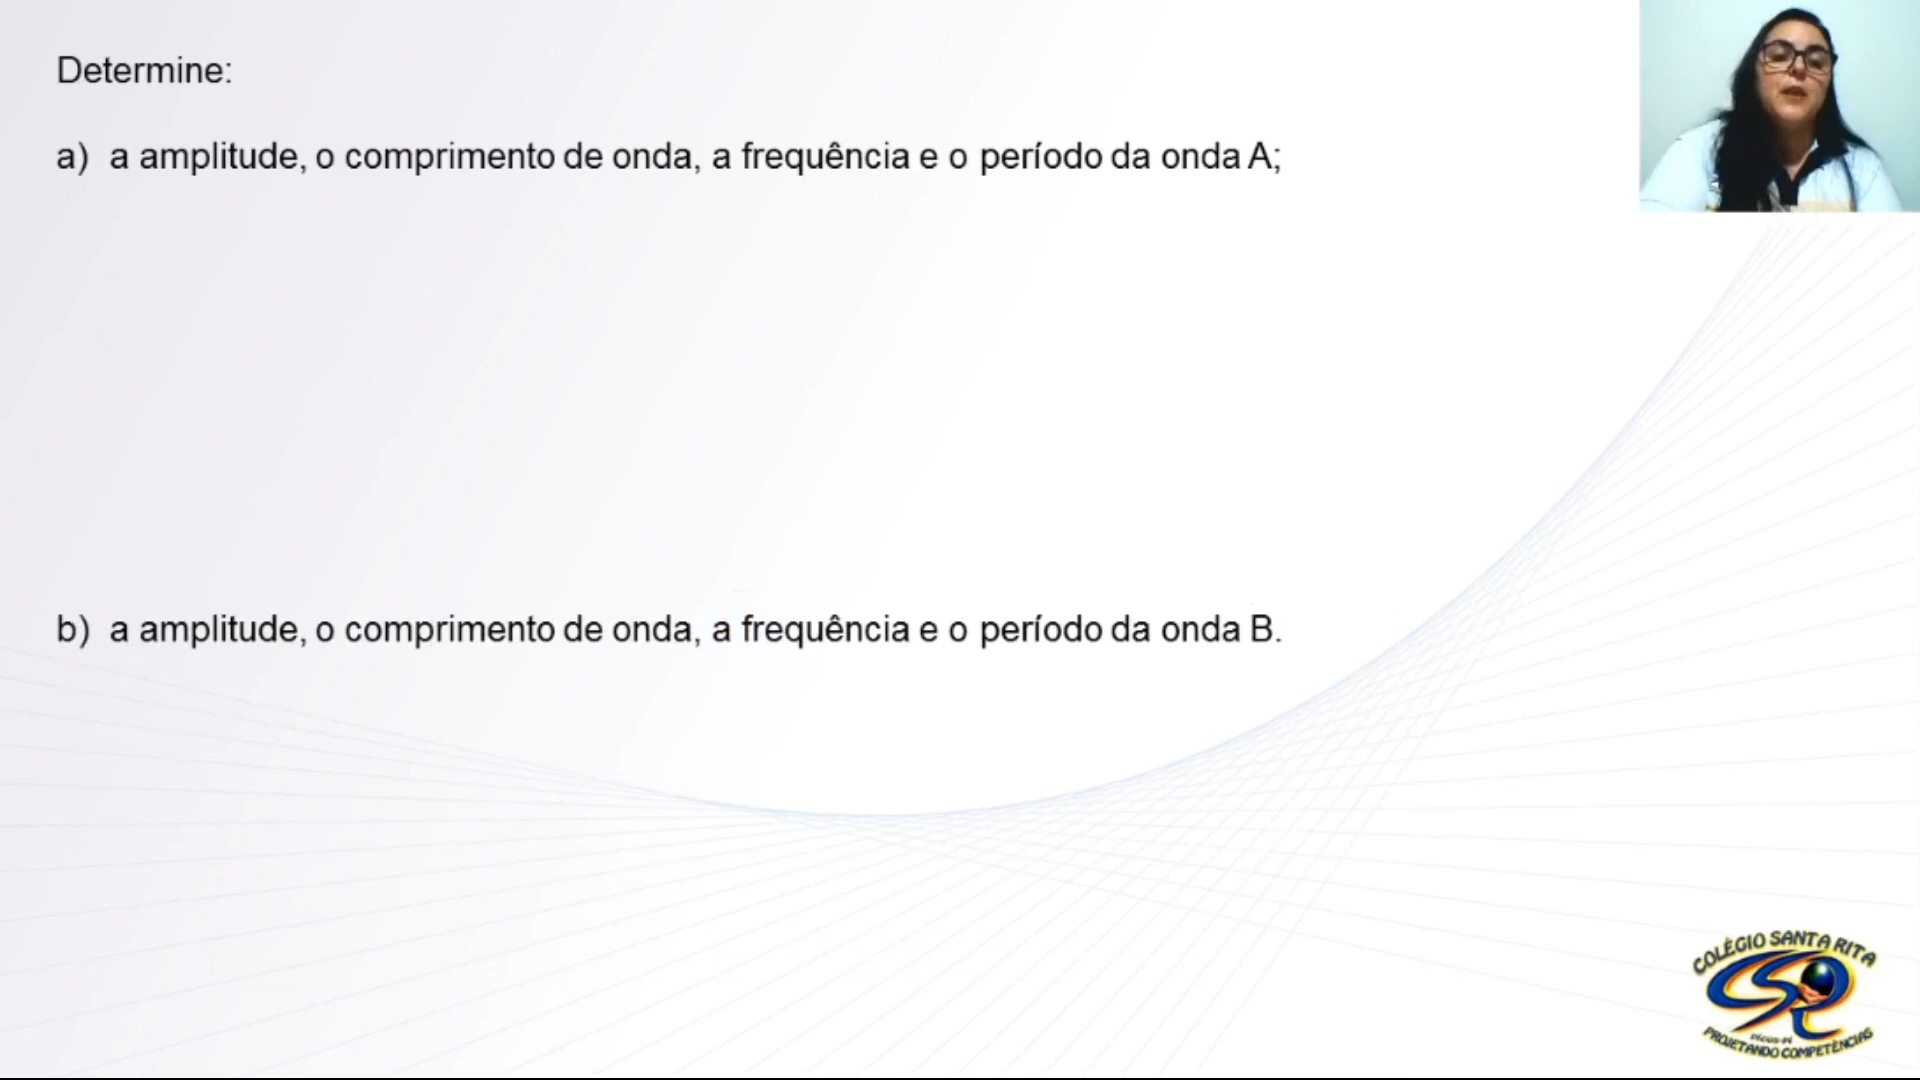 Determine:
a) a amplitude, o comprimento de onda, a frequência e o período da onda A;
b) a amplitude, o comprimento de onda, a frequência e o período da onda B.
COLÉGIO SANTA RITA
PROJETANDO COMPETÊNCIAS